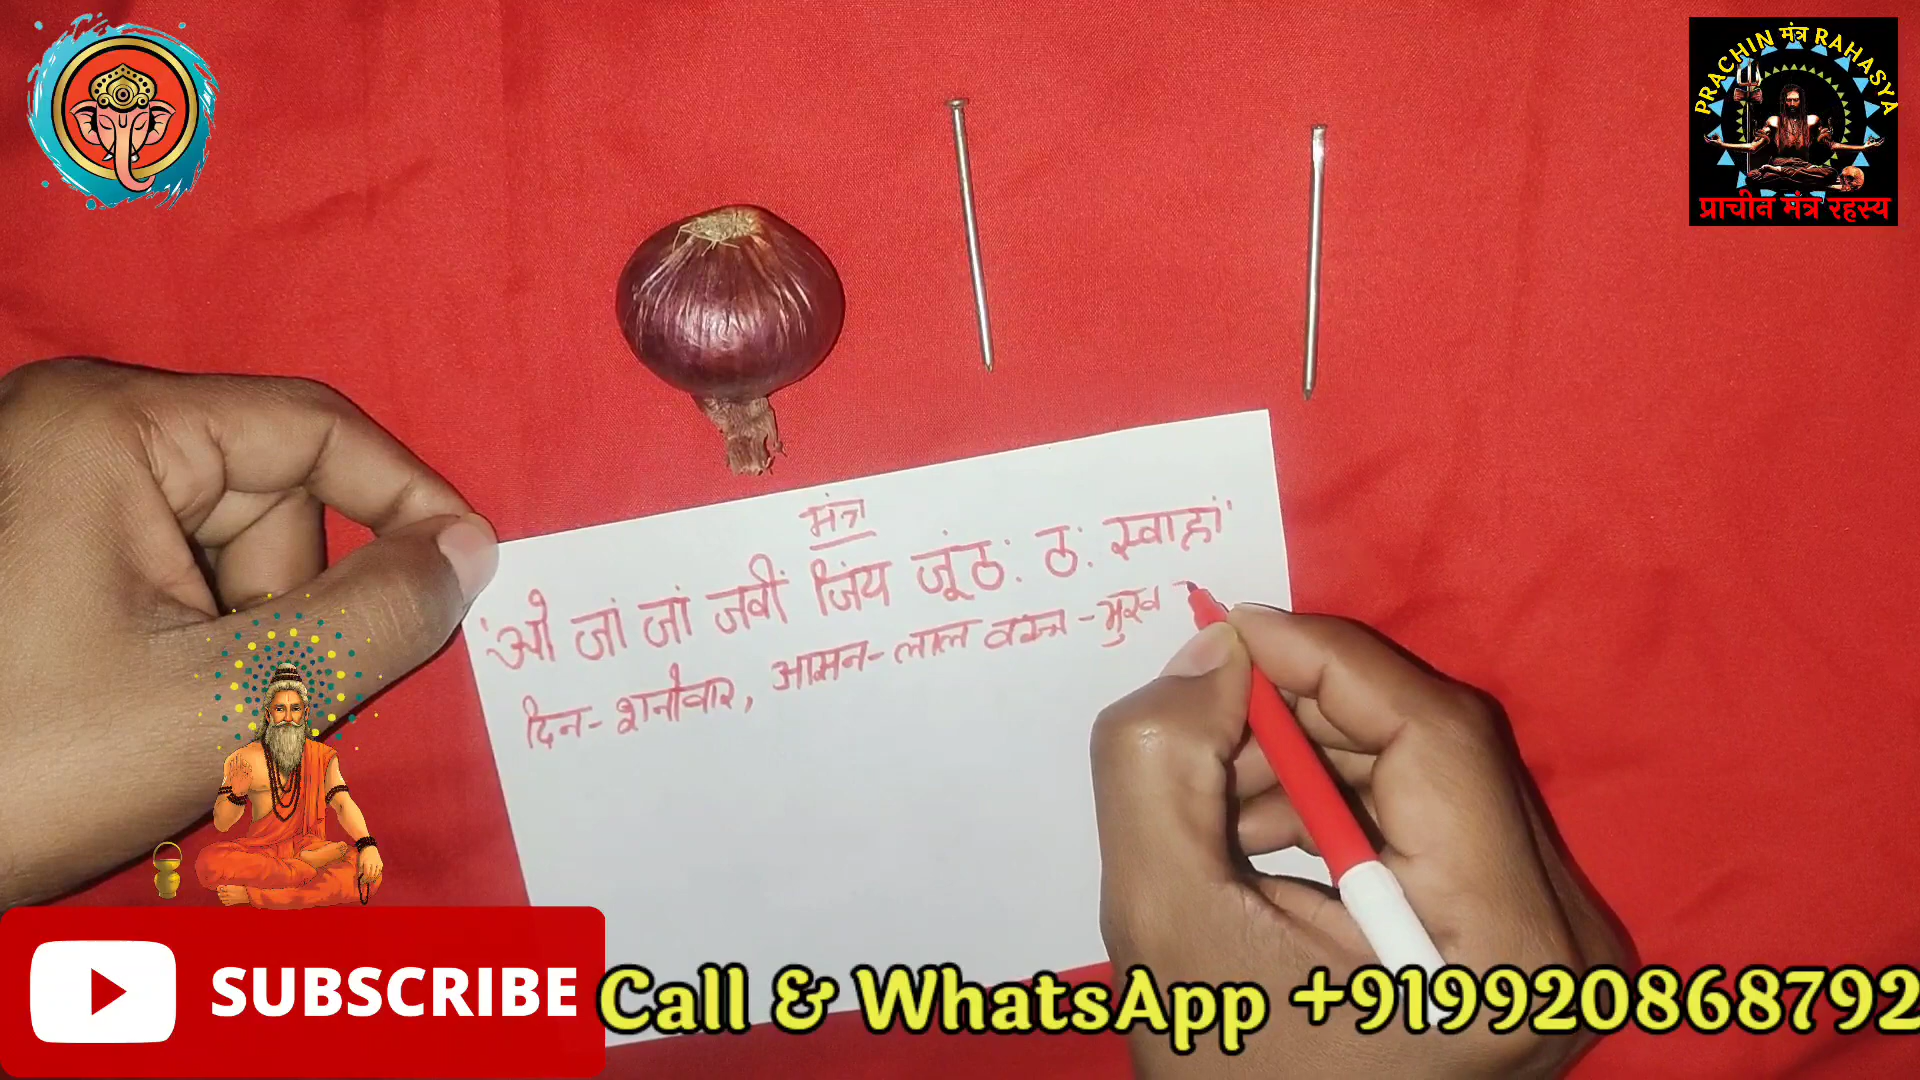 PRACHIN मंत्र RAHASYA
प्राचीन मंत्र रहस्य
मंत्र
'ओ जां जां जवीं जिंय जूंठः ठः स्वाहां'
दिन - शनीवार, आसन - लाल वस्त्र - मुख
SUBSCRIBE
Call & WhatsApp +919920868792